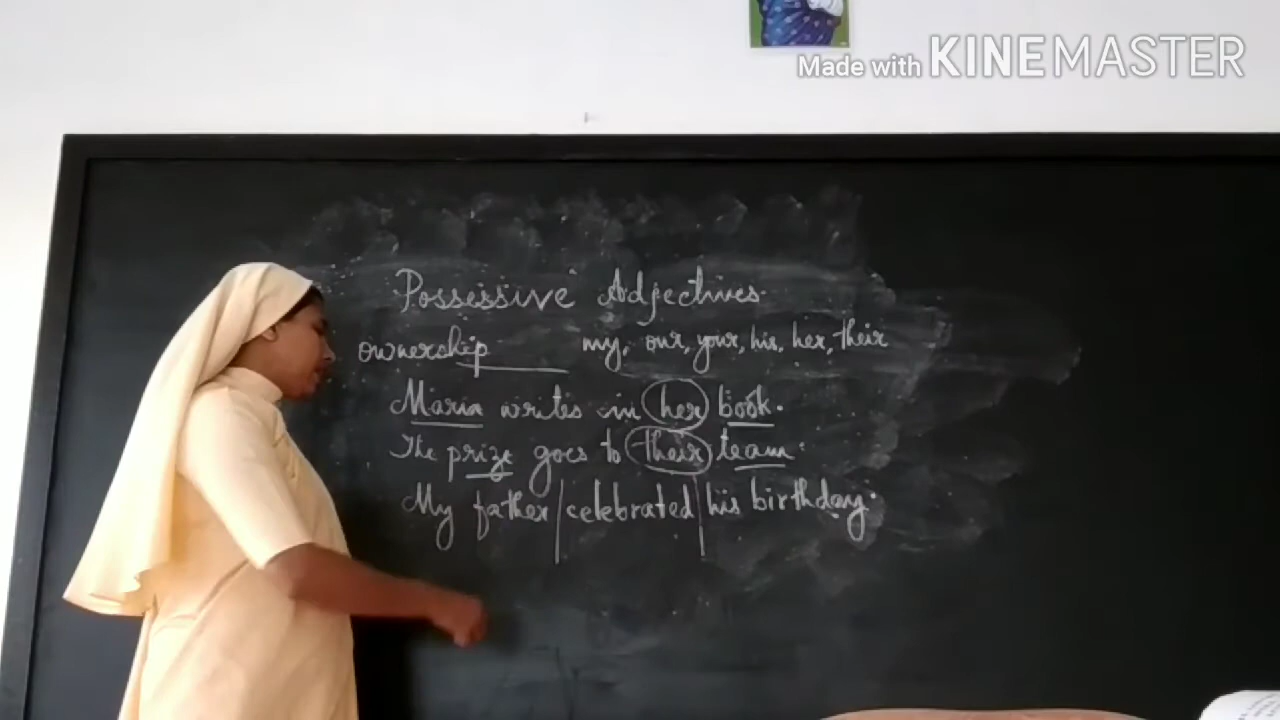 Made with KINEMASTER
Possessive Adjectives.
ownership my, our, your, his, her, their
Maria writes in her book.
The prize goes to their team.
My father celebrated his birthday.